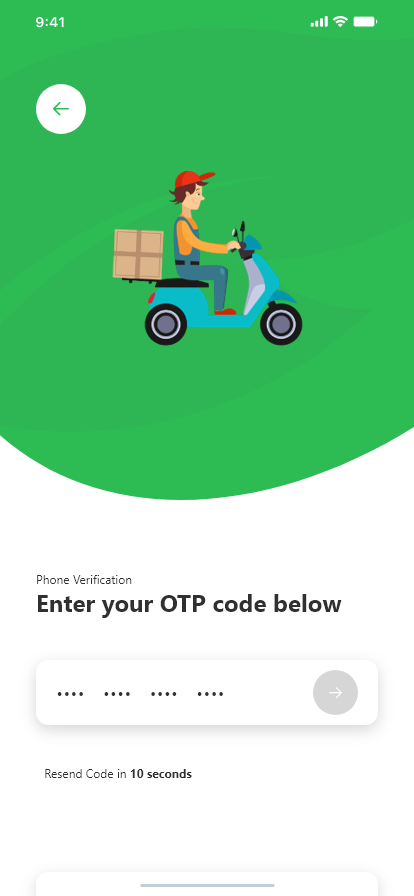 9:41
Phone Verification
Enter your OTP code below
•••• •••• •••• ••••
Resend Code in 10 seconds